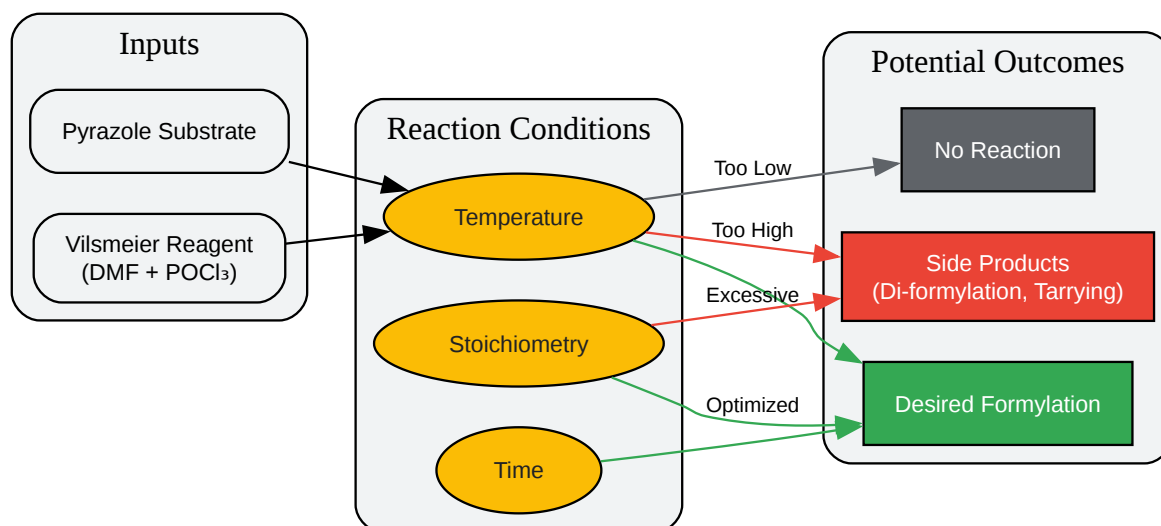 Inputs
Pyrazole Substrate
Vilsmeier Reagent
(DMF + POCl₃)
Reaction Conditions
Temperature
Stoichiometry
Time
Too Low
Too High
Excessive
Optimized
Potential Outcomes
No Reaction
Side Products
(Di-formylation, Tarrying)
Desired Formylation